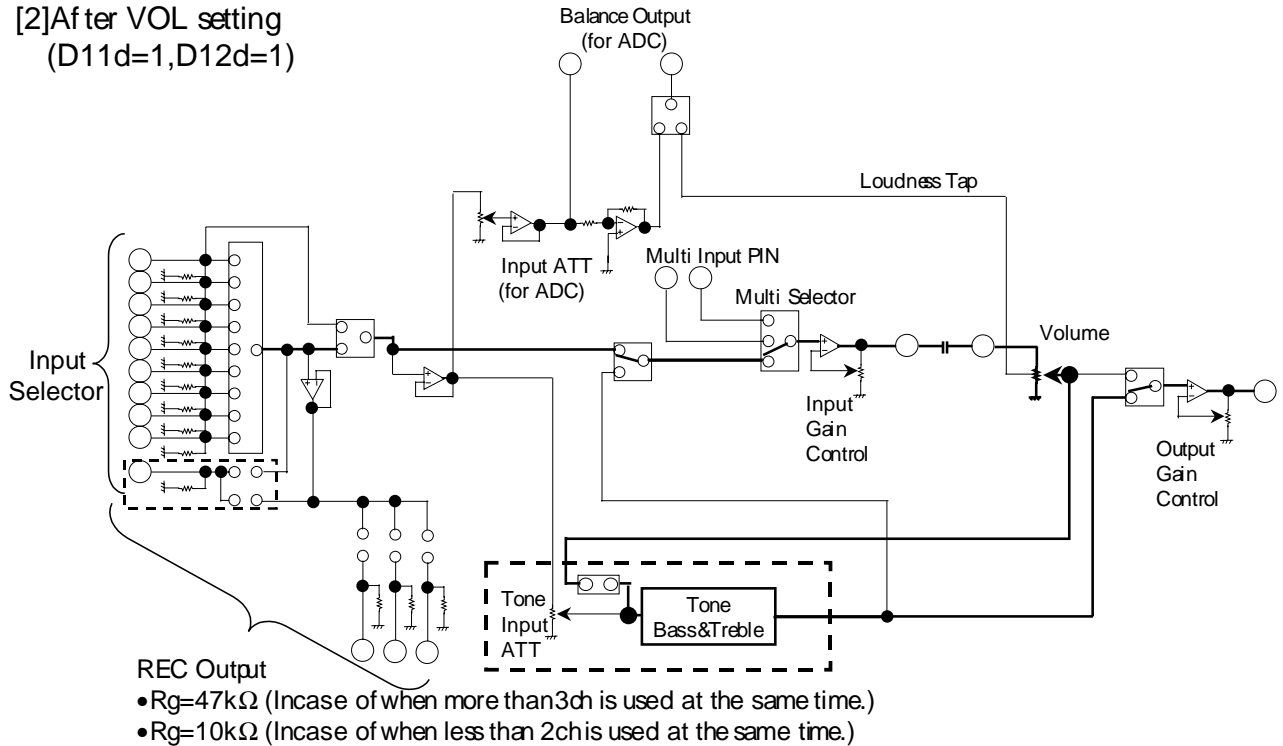 [2]After VOL setting
(D11d=1,D12d=1)
Balance Output
(for ADC)
Loudness Tap
Input ATT
(for ADC)
Multi Input PIN
Multi Selector
Volume
Input
Selector
Input
Gain
Control
Output
Gain
Control
Tone
Input
ATT
Tone
Bass&Treble
REC Output
•Rg=47kΩ (Incase of when more than3ch is used at the same time.)
•Rg=10kΩ (Incase of when less than 2ch is used at the same time.)